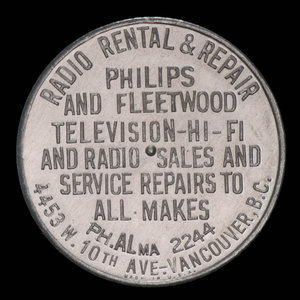 RADIO RENTAL & REPAIR
PHILIPS
AND FLEETWOOD
TELEVISION-HI-FI
AND RADIO SALES AND
SERVICE REPAIRS TO
ALL MAKES
PH. ALMA 2244
4453 W. 10TH AVE-VANCOUVER, B.C.